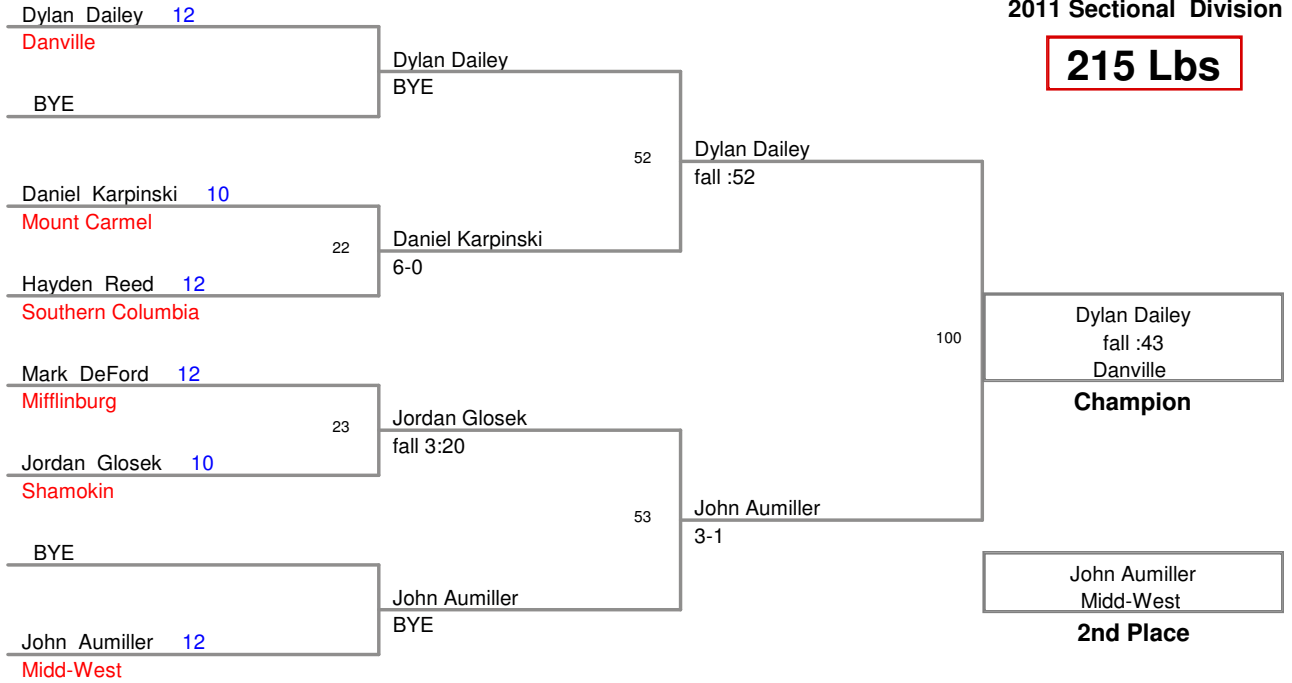 2011 Sectional Division
215 Lbs
Dylan Dailey 12
Danville
BYE
Daniel Karpinski 10
Mount Carmel
22
Hayden Reed 12
Southern Columbia
Mark DeFord 12
Mifflinburg
23
Jordan Glosek 10
Shamokin
BYE
John Aumiller 12
Midd-West
Dylan Dailey
BYE
52
Daniel Karpinski
6-0
Jordan Glosek
fall 3:20
53
John Aumiller
BYE
Dylan Dailey
fall :52
100
John Aumiller
3-1
Dylan Dailey
fall :43
Danville
Champion
John Aumiller
Midd-West
2nd Place